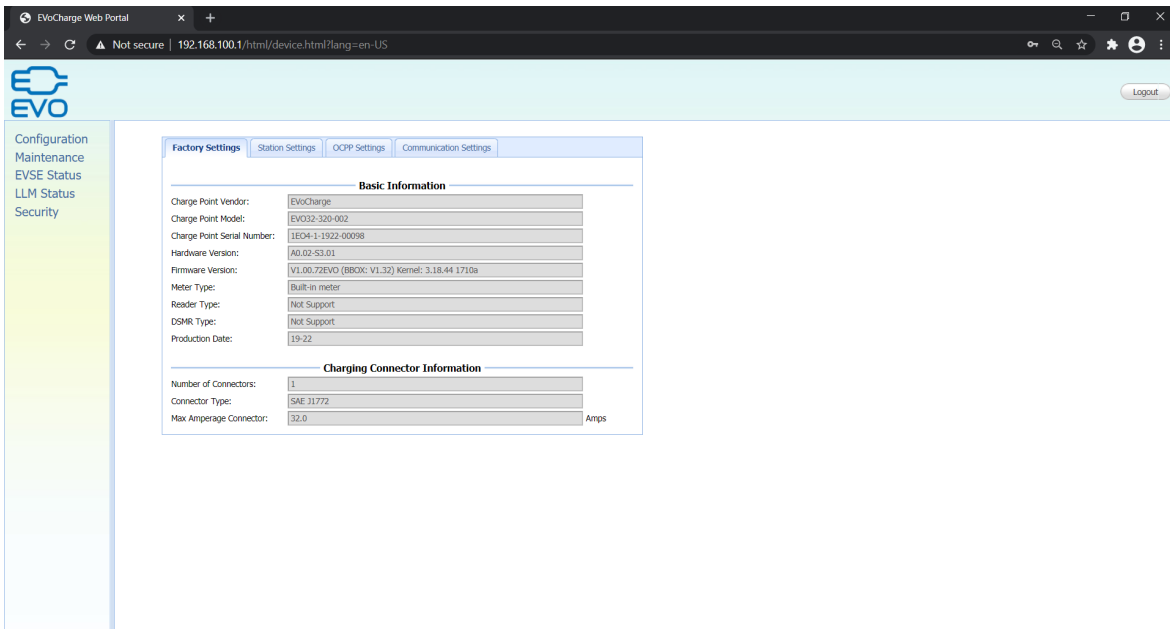 EVoCharge Web Portal
Not secure | 192.168.100.1/html/device.html?lang=en-US
EVO
Logout
Configuration
Maintenance
EVSE Status
LLM Status
Security
Factory Settings Station Settings OCPP Settings Communication Settings
Basic Information
Charge Point Vendor: EVoCharge
Charge Point Model: EVO32-320-002
Charge Point Serial Number: 1EO4-1-1922-00098
Hardware Version: A0.02-S3.01
Firmware Version: V1.00.72EVO (BBOX: V1.32) Kernel: 3.18.44 1710a
Meter Type: Built-in meter
Reader Type: Not Support
DSMR Type: Not Support
Production Date: 19-22
Charging Connector Information
Number of Connectors: 1
Connector Type: SAE J1772
Max Amperage Connector: 32.0 Amps